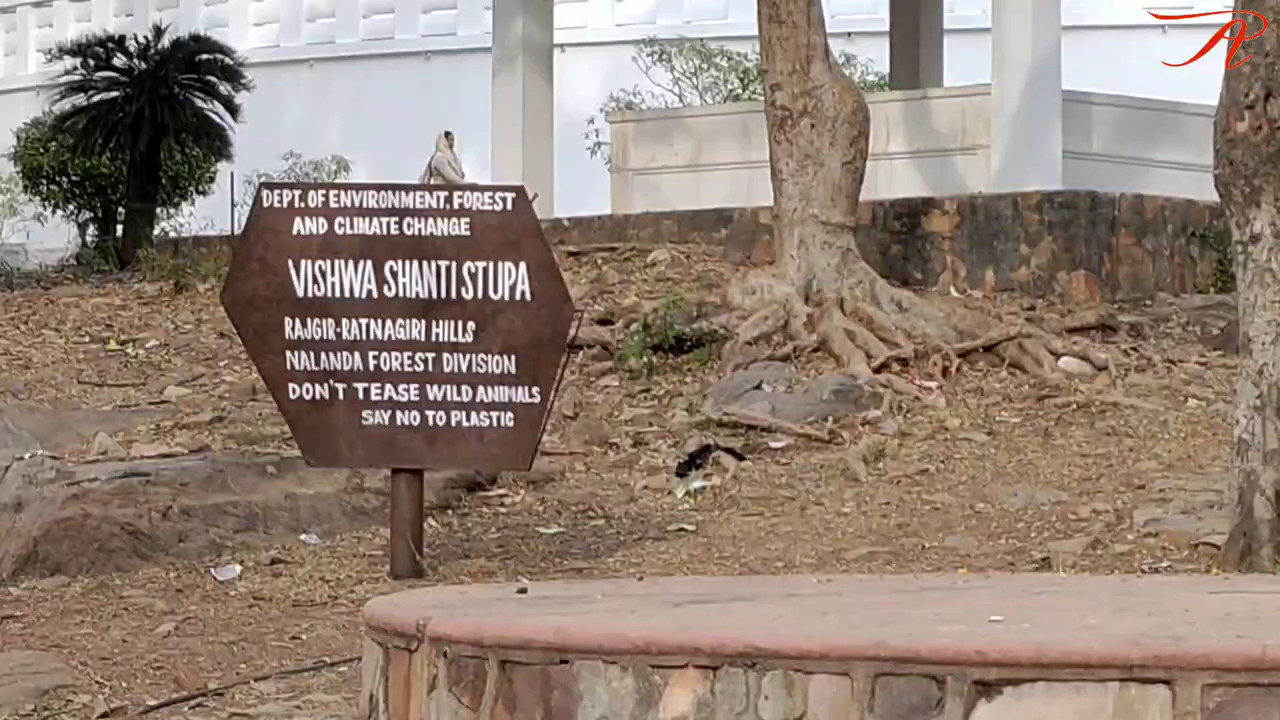 DEPT. OF ENVIRONMENT, FOREST
AND CLIMATE CHANGE
VISHWA SHANTI STUPA
RAJGIR-RATNAGIRI HILLS
NALANDA FOREST DIVISION
DON'T TEASE WILD ANIMALS
SAY NO TO PLASTIC